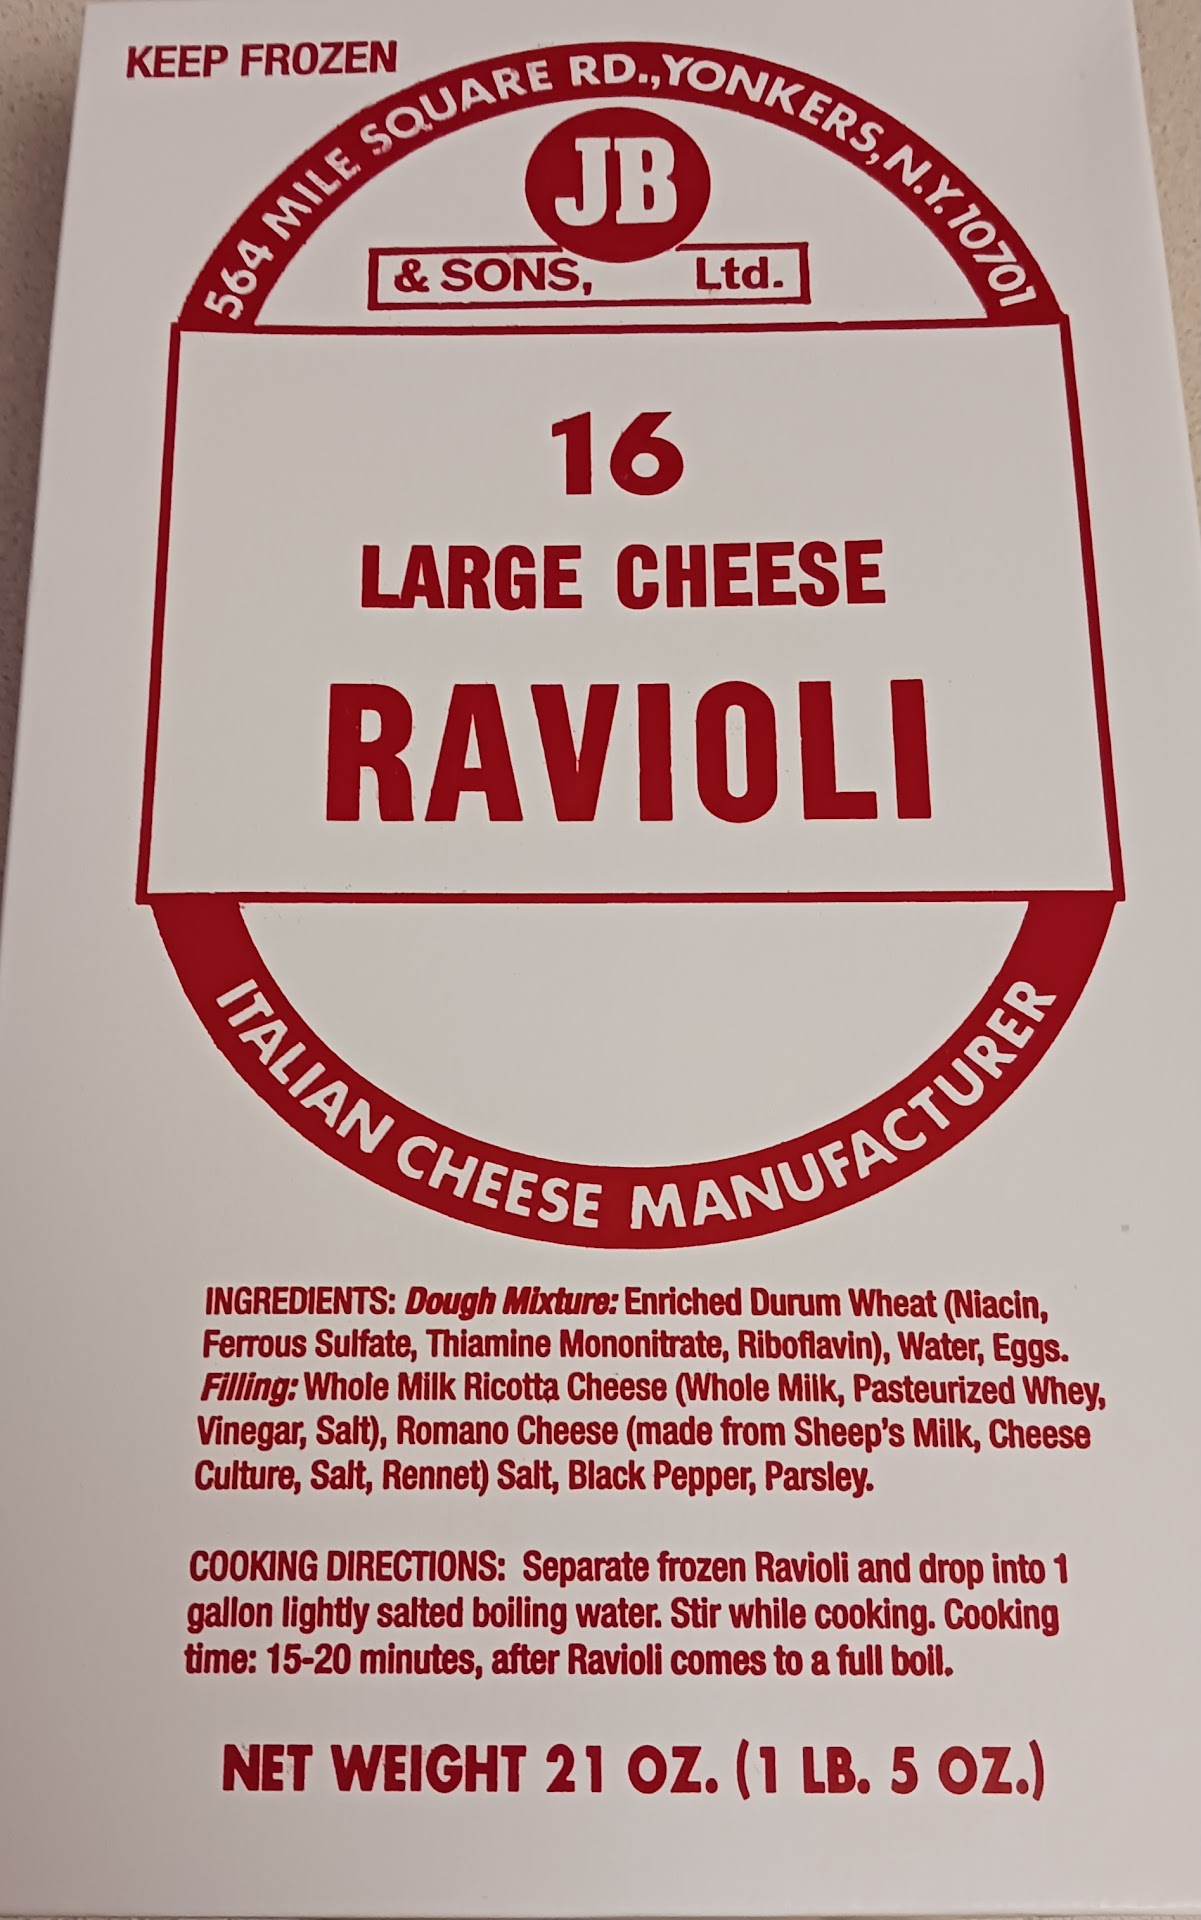 KEEP FROZEN
564 MILE SQUARE RD., YONKERS, N.Y. 10701
JB
& SONS, Ltd.
16
LARGE CHEESE
RAVIOLI
ITALIAN CHEESE MANUFACTURER
INGREDIENTS: Dough Mixture: Enriched Durum Wheat (Niacin,
Ferrous Sulfate, Thiamine Mononitrate, Riboflavin), Water, Eggs.
Filling: Whole Milk Ricotta Cheese (Whole Milk, Pasteurized Whey,
Vinegar, Salt), Romano Cheese (made from Sheep's Milk, Cheese
Culture, Salt, Rennet) Salt, Black Pepper, Parsley.
COOKING DIRECTIONS: Separate frozen Ravioli and drop into 1
gallon lightly salted boiling water. Stir while cooking. Cooking
time: 15-20 minutes, after Ravioli comes to a full boil.
NET WEIGHT 21 OZ. (1 LB. 5 OZ.)